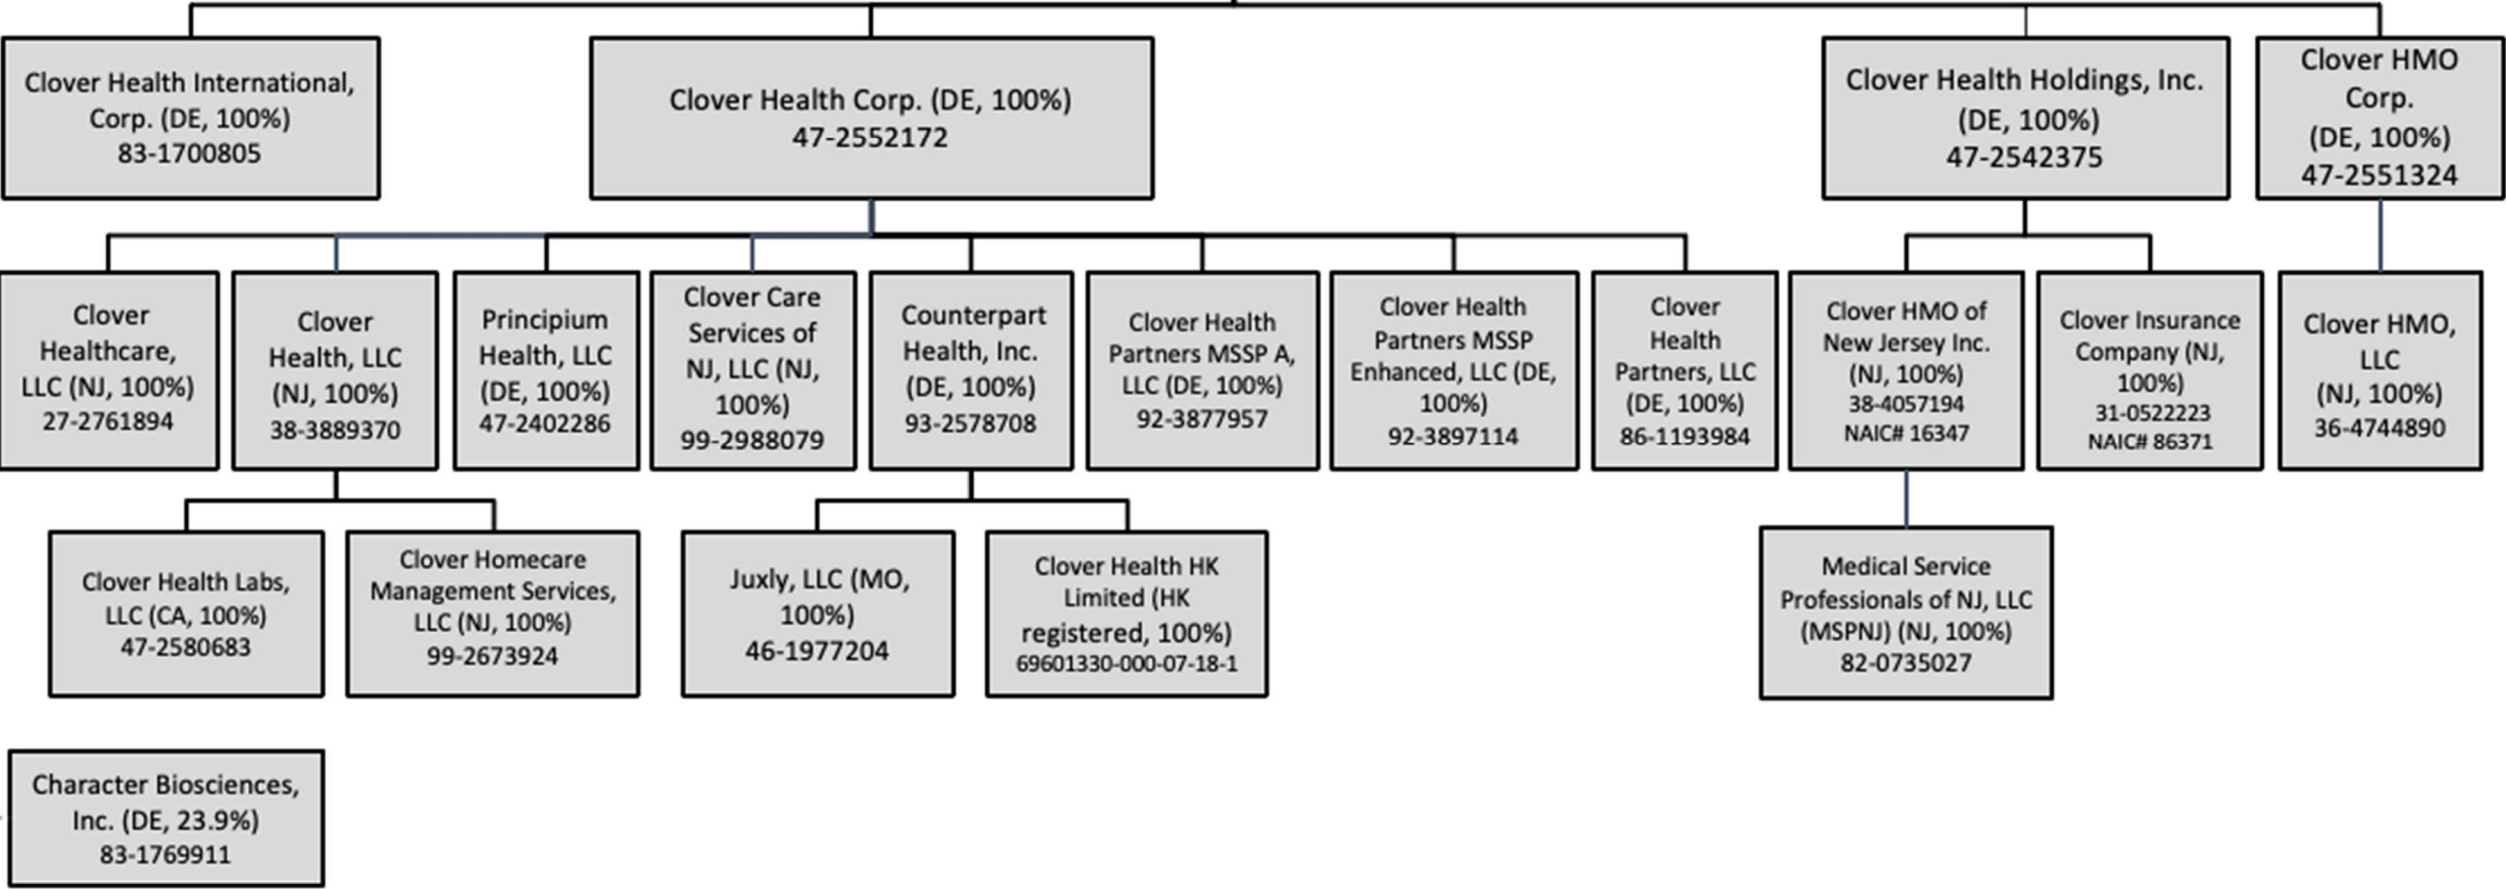 Clover Health International,
Corp. (DE, 100%)
83-1700805
Clover Health Corp. (DE, 100%)
47-2552172
Clover Health Holdings, Inc.
(DE, 100%)
47-2542375
Clover HMO
Corp.
(DE, 100%)
47-2551324
Clover
Healthcare,
LLC (NJ, 100%)
27-2761894
Clover
Health, LLC
(NJ, 100%)
38-3889370
Principium
Health, LLC
(DE, 100%)
47-2402286
Clover Care
Services of
NJ, LLC (NJ,
100%)
99-2988079
Counterpart
Health, Inc.
(DE, 100%)
93-2578708
Clover Health
Partners MSSP A,
LLC (DE, 100%)
92-3877957
Clover Health
Partners MSSP
Enhanced, LLC (DE,
100%)
92-3897114
Clover
Health
Partners, LLC
(DE, 100%)
86-1193984
Clover HMO of
New Jersey Inc.
(NJ, 100%)
38-4057194
NAIC# 16347
Clover Insurance
Company (NJ,
100%)
31-0522223
NAIC# 86371
Clover HMO,
LLC
(NJ, 100%)
36-4744890
Clover Health Labs,
LLC (CA, 100%)
47-2580683
Clover Homecare
Management Services,
LLC (NJ, 100%)
99-2673924
Juxly, LLC (MO,
100%)
46-1977204
Clover Health HK
Limited (HK
registered, 100%)
69601330-000-07-18-1
Medical Service
Professionals of NJ, LLC
(MSPNJ) (NJ, 100%)
82-0735027
Character Biosciences,
Inc. (DE, 23.9%)
83-1769911